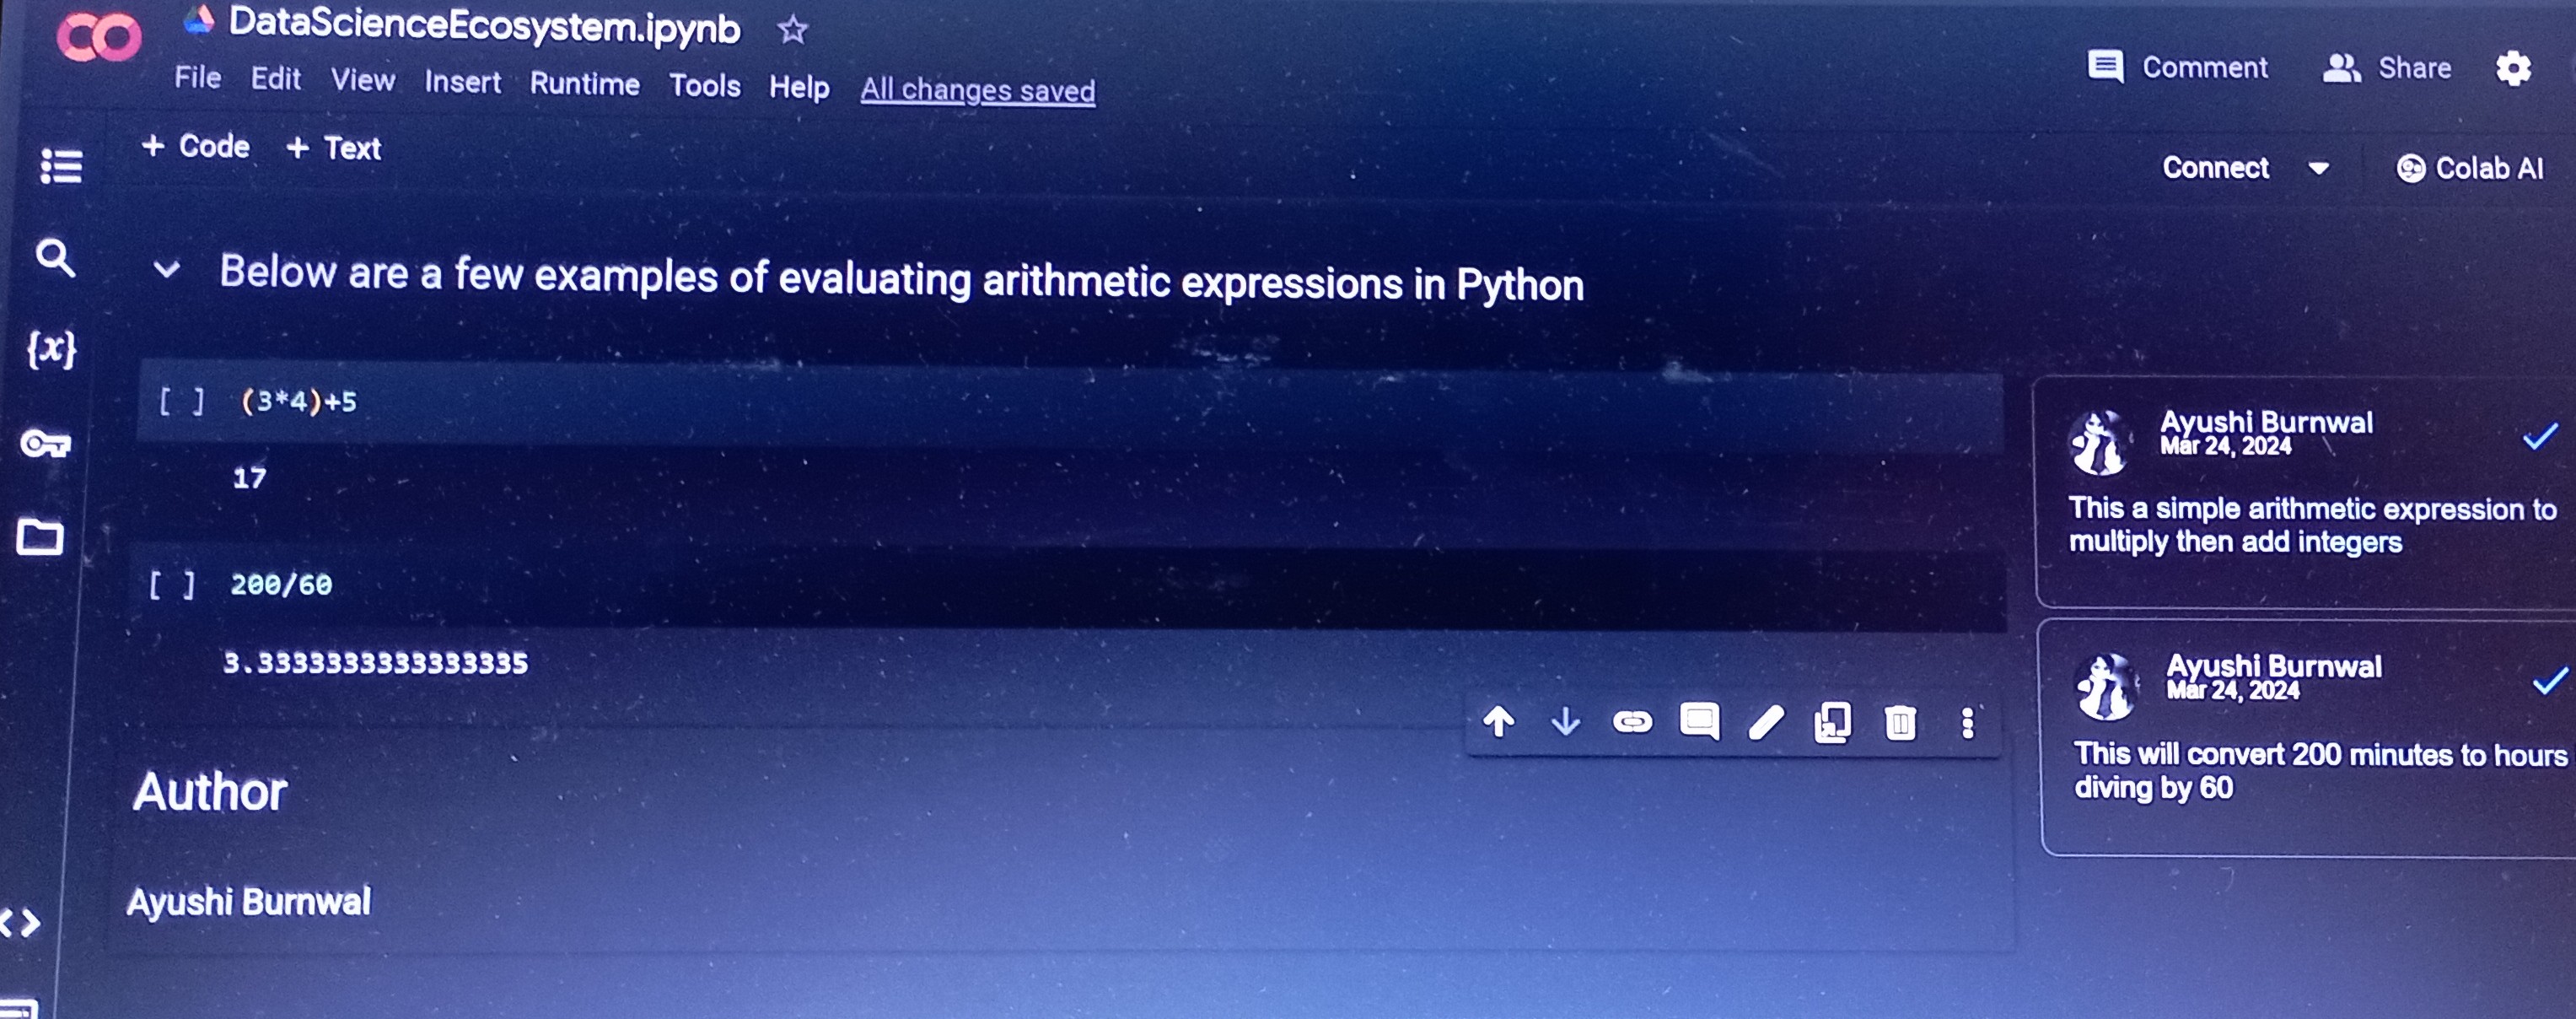 DataScienceEcosystem.ipynb
File Edit View Insert Runtime Tools Help All changes saved
Comment Share
+ Code + Text
Connect Colab AI
Below are a few examples of evaluating arithmetic expressions in Python
{x}
[ ] (3*4)+5
17
Ayushi Burnwal
Mar 24, 2024
This a simple arithmetic expression to
multiply then add integers
[ ] 200/60
3.3333333333333335
Ayushi Burnwal
Mar 24, 2024
This will convert 200 minutes to hours
diving by 60
Author
Ayushi Burnwal